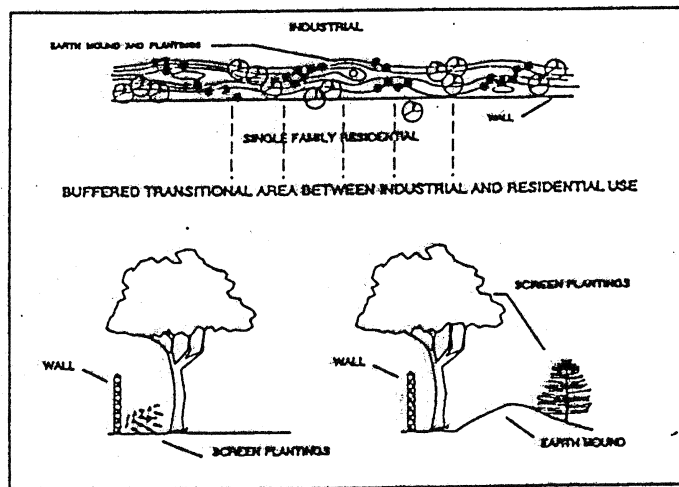 INDUSTRIAL
EARTH MOUND AND PLANTINGS
WALL
SINGLE FAMILY RESIDENTIAL
BUFFERED TRANSITIONAL AREA BETWEEN INDUSTRIAL AND RESIDENTIAL USE
SCREEN PLANTINGS
WALL
WALL
SCREEN PLANTINGS
EARTH MOUND